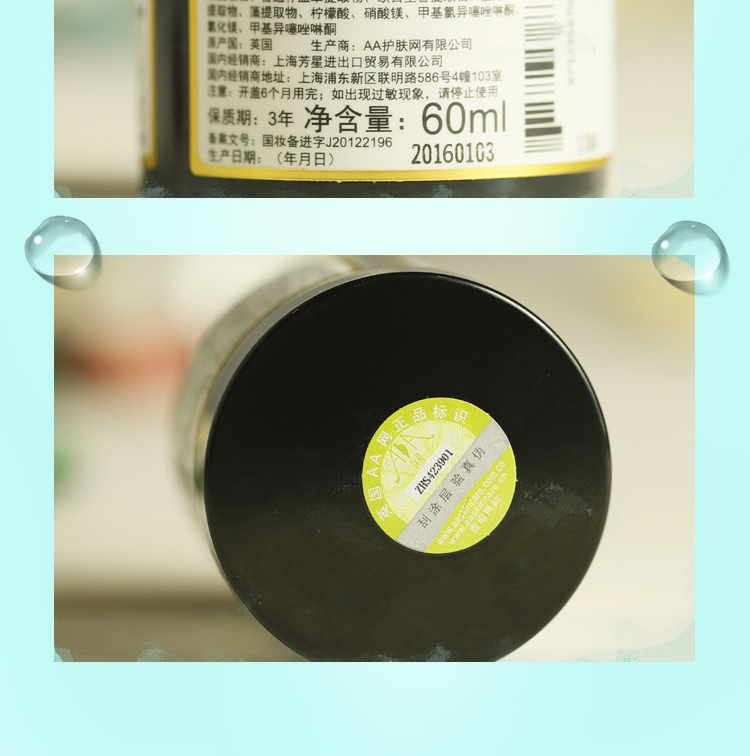 提取物、藻提取物、柠檬酸、硝酸镁、甲基氯异噻唑啉酮、
氯化镁、甲基异噻唑啉酮
原产国：英国 生产商：AA护肤网有限公司
国内经销商：上海芳星进出口贸易有限公司
国内经销商地址：上海浦东新区联明路586号4幢103室
注意：开盖6个月用完；如出现过敏现象，请停止使用
保质期：3年 净含量：60ml
备案文号：国妆备进字J20122196
生产日期：（年月日） 20160103
英国AA网正品标识
ZHS423901
刮涂层 验真伪
www.aaskincare.com.cn
www.aaskincare.cn